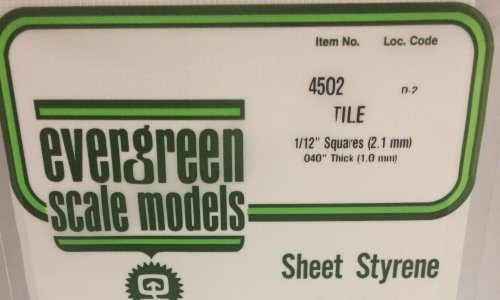 Item No. Loc. Code
4502 D-2
TILE
1/12" Squares (2.1 mm)
.040" Thick (1.0 mm)
evergreen
scale models
Sheet Styrene